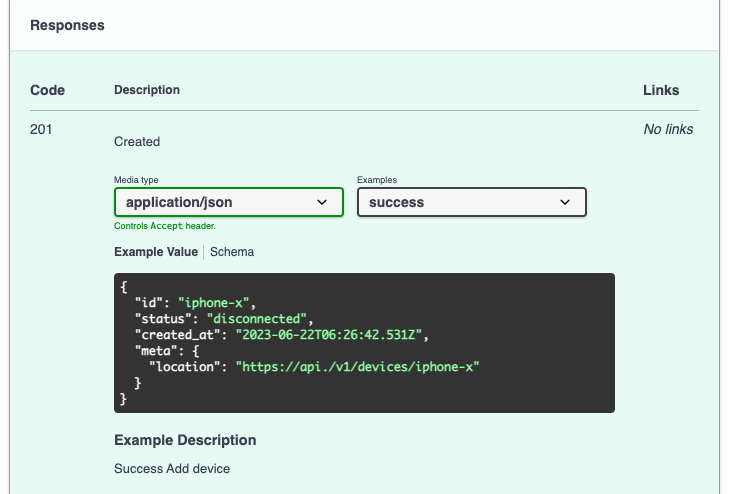 Responses
Code Description Links
201 No links
Created
Media type Examples
application/json success
Controls Accept header.
Example Value Schema
{
  "id": "iphone-x",
  "status": "disconnected",
  "created_at": "2023-06-22T06:26:42.531Z",
  "meta": {
    "location": "https://api./v1/devices/iphone-x"
  }
}
Example Description
Success Add device